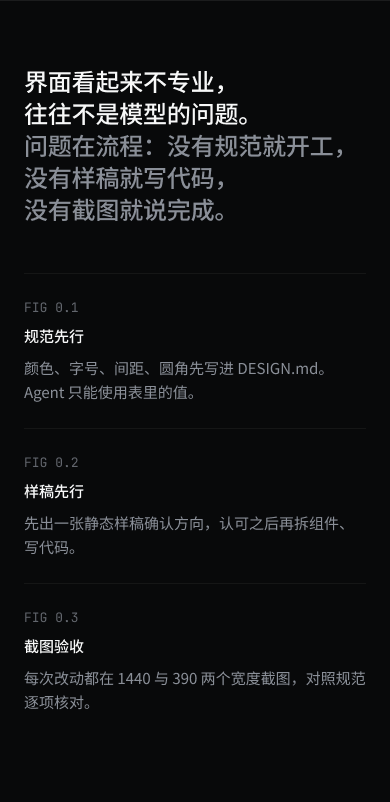 界面看起来不专业，
往往不是模型的问题。
问题在流程：没有规范就开工，
没有样稿就写代码，
没有截图就说完成。
FIG 0.1
规范先行
颜色、字号、间距、圆角先写进 DESIGN.md。
Agent 只能使用表里的值。
FIG 0.2
样稿先行
先出一张静态样稿确认方向，认可之后再拆组件、
写代码。
FIG 0.3
截图验收
每次改动都在 1440 与 390 两个宽度截图，对照规范
逐项核对。